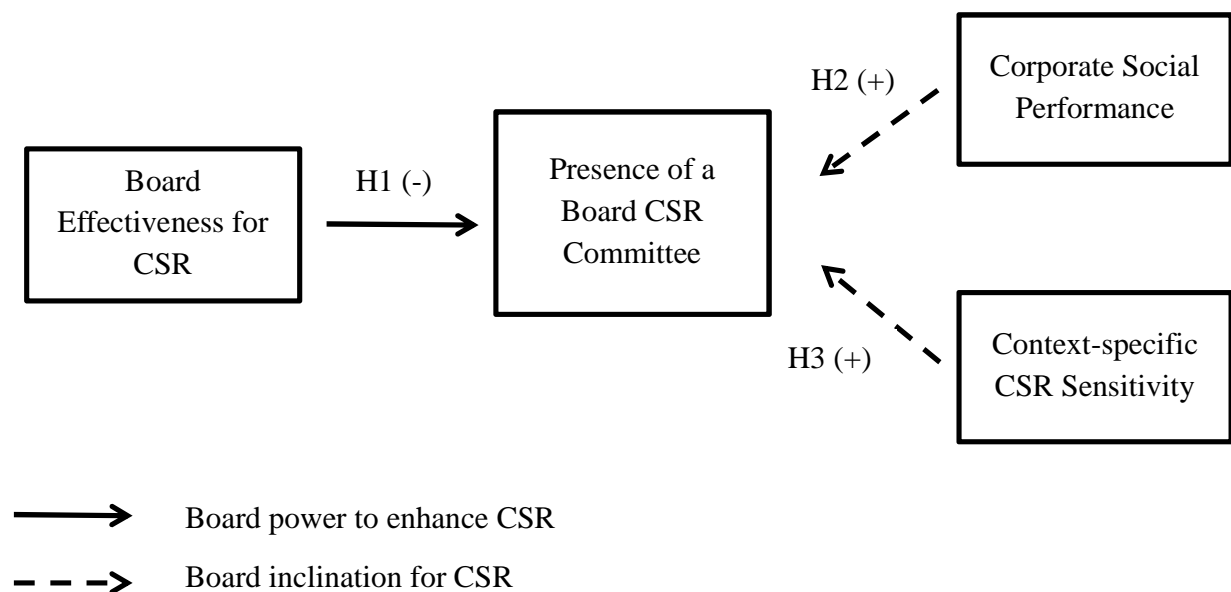 Board
Effectiveness for
CSR
H1 (-)
Presence of a
Board CSR
Committee
H2 (+)
Corporate Social
Performance
H3 (+)
Context-specific
CSR Sensitivity
Board power to enhance CSR
Board inclination for CSR